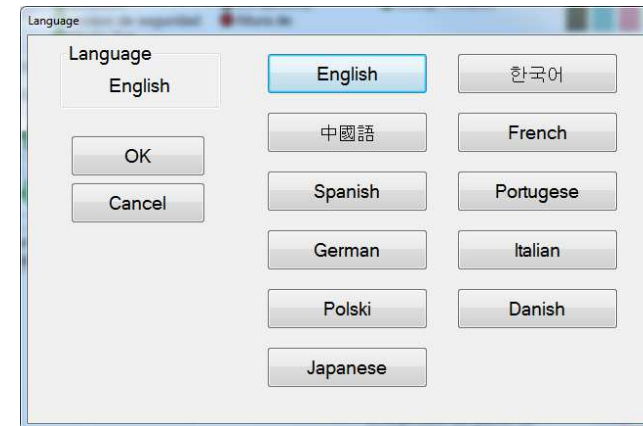 Language
Language
English
English
한국어
OK
中國語
French
Cancel
Spanish
Portugese
German
Italian
Polski
Danish
Japanese